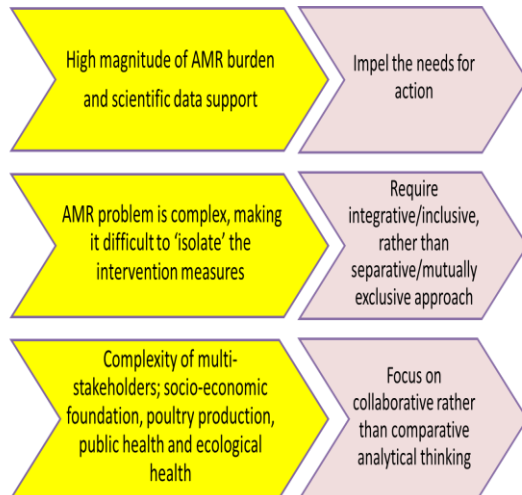 High magnitude of AMR burden
and scientific data support
Impel the needs for
action
AMR problem is complex, making
it difficult to ‘isolate’ the
intervention measures
Require
integrative/inclusive,
rather than
separative/mutually
exclusive approach
Complexity of multi-
stakeholders; socio-economic
foundation, poultry production,
public health and ecological
health
Focus on
collaborative rather
than comparative
analytical thinking